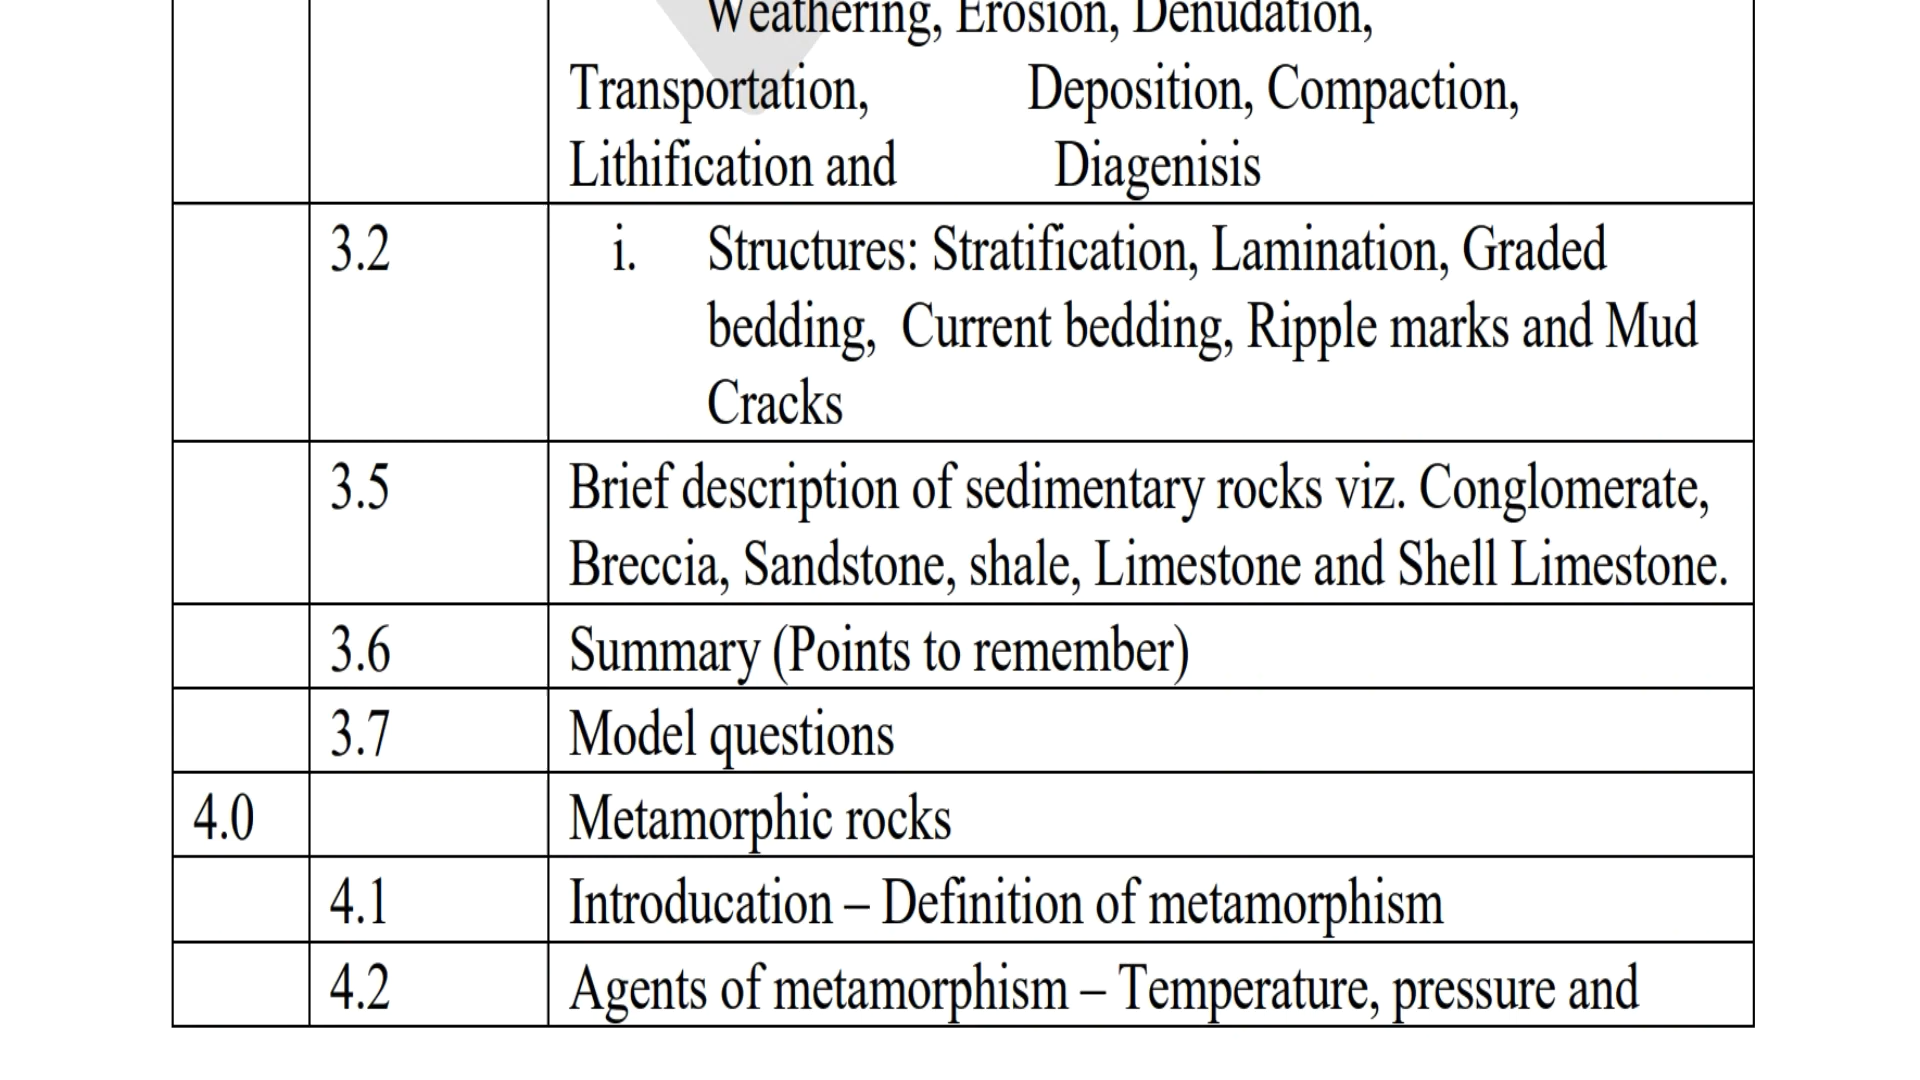 Weathering, Erosion, Denudation,
Transportation, Deposition, Compaction,
Lithification and Diagenisis
3.2 i. Structures: Stratification, Lamination, Graded
bedding, Current bedding, Ripple marks and Mud
Cracks
3.5 Brief description of sedimentary rocks viz. Conglomerate,
Breccia, Sandstone, shale, Limestone and Shell Limestone.
3.6 Summary (Points to remember)
3.7 Model questions
4.0 Metamorphic rocks
4.1 Introducation – Definition of metamorphism
4.2 Agents of metamorphism – Temperature, pressure and